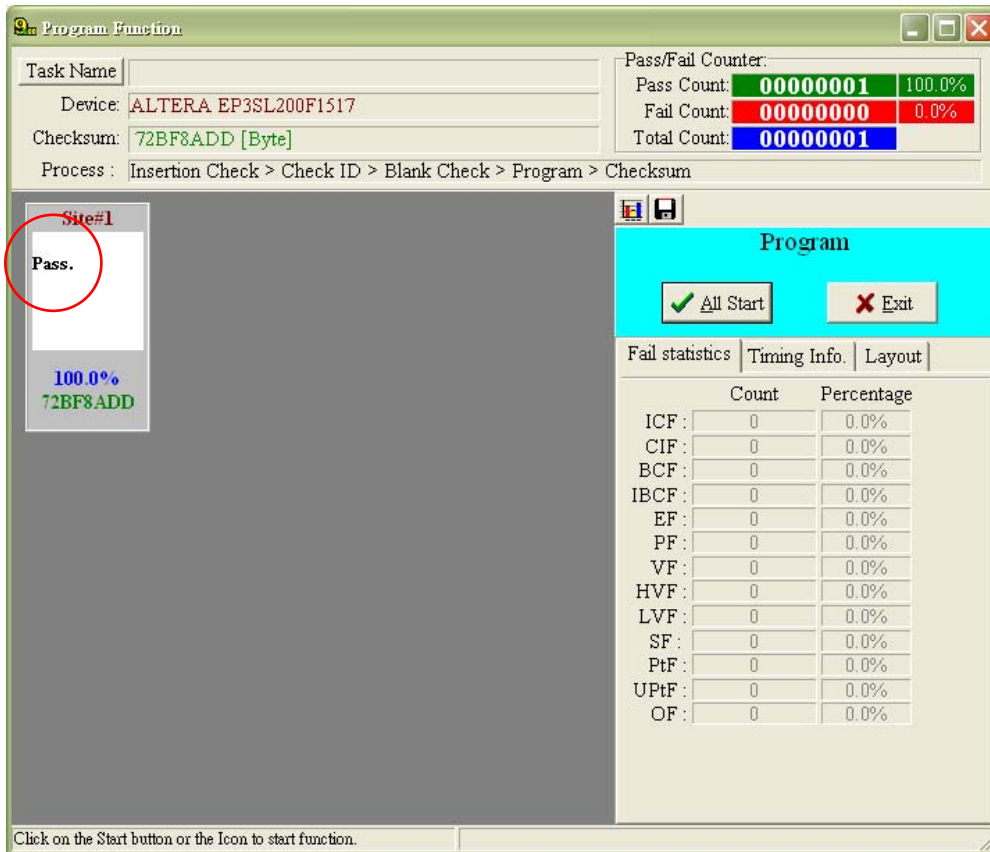 Program Function
Task Name
Device: ALTERA EP3SL200F1517
Checksum: 72BF8ADD [Byte]
Process : Insertion Check > Check ID > Blank Check > Program > Checksum
Pass/Fail Counter:
Pass Count: 00000001 100.0%
Fail Count: 00000000 0.0%
Total Count: 00000001
Site#1
Pass.
100.0%
72BF8ADD
Program
All Start Exit
Fail statistics Timing Info. Layout
Count Percentage
ICF : 0 0.0%
CIF : 0 0.0%
BCF : 0 0.0%
IBCF : 0 0.0%
EF : 0 0.0%
PF : 0 0.0%
VF : 0 0.0%
HVF : 0 0.0%
LVF : 0 0.0%
SF : 0 0.0%
PtF : 0 0.0%
UPtF : 0 0.0%
OF : 0 0.0%
Click on the Start button or the Icon to start function.